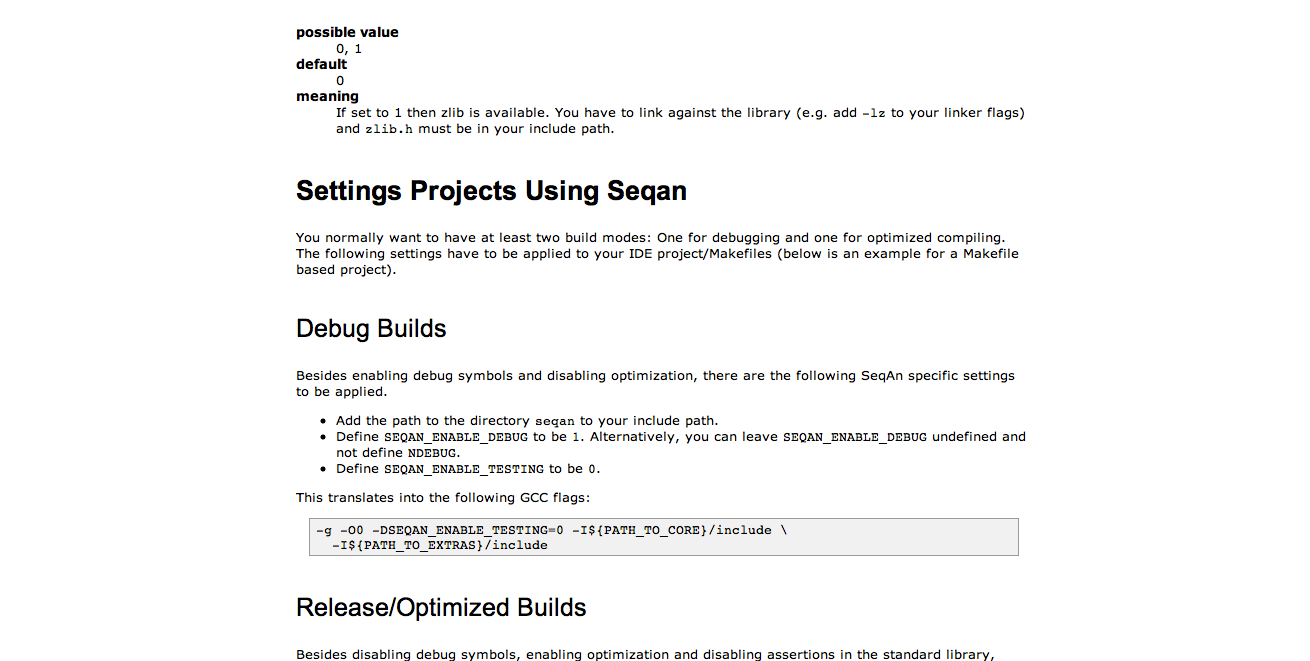 possible value
0, 1
default
0
meaning
If set to 1 then zlib is available. You have to link against the library (e.g. add -lz to your linker flags)
and zlib.h must be in your include path.
Settings Projects Using Seqan
You normally want to have at least two build modes: One for debugging and one for optimized compiling.
The following settings have to be applied to your IDE project/Makefiles (below is an example for a Makefile
based project).
Debug Builds
Besides enabling debug symbols and disabling optimization, there are the following SeqAn specific settings
to be applied.
• Add the path to the directory seqan to your include path.
• Define SEQAN_ENABLE_DEBUG to be 1. Alternatively, you can leave SEQAN_ENABLE_DEBUG undefined and
not define NDEBUG.
• Define SEQAN_ENABLE_TESTING to be 0.
This translates into the following GCC flags:
-g -O0 -DSEQAN_ENABLE_TESTING=0 -I${PATH_TO_CORE}/include \
-I${PATH_TO_EXTRAS}/include
Release/Optimized Builds
Besides disabling debug symbols, enabling optimization and disabling assertions in the standard library,